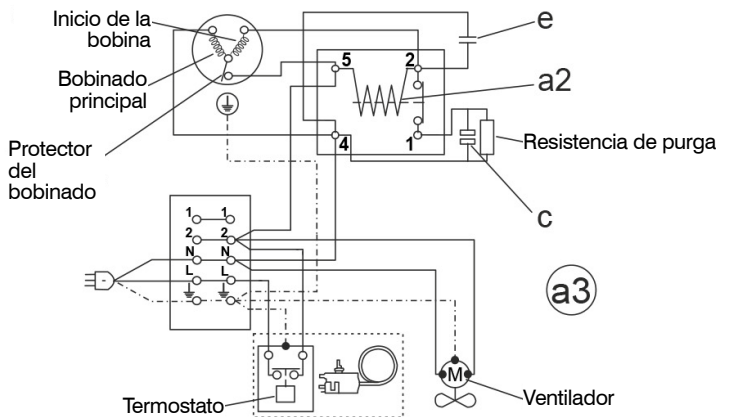 Inicio de la
bobina
Bobinado
principal
Protector
del
bobinado
e
a2
5
2
4
1
Resistencia de purga
c
1 1
2 2
N N
L L
a3
M
Termostato
Ventilador